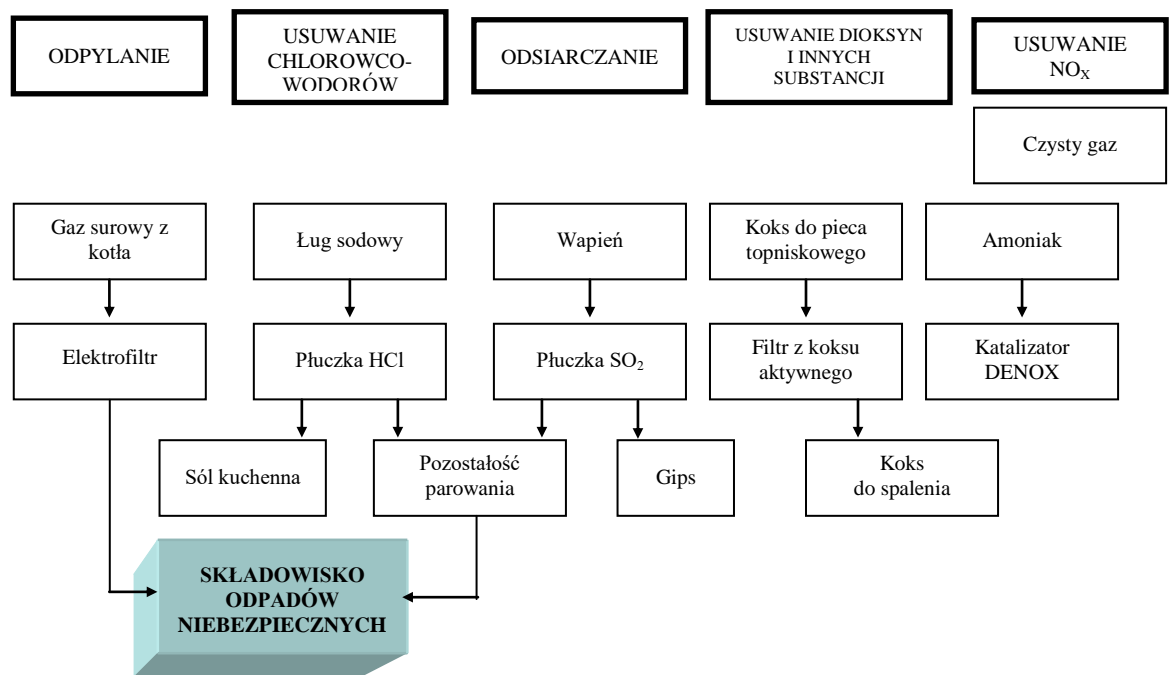 ODPYLANIE
USUWANIE
CHLOROWCO-
WODORÓW
ODSIARCZANIE
USUWANIE DIOKSYN
I INNYCH
SUBSTANCJI
USUWANIE
NOX
Czysty gaz
Gaz surowy z
kotła
Ług sodowy
Wapień
Koks do pieca
topniskowego
Amoniak
Elektrofiltr
Płuczka HCl
Płuczka SO2
Filtr z koksu
aktywnego
Katalizator
DENOX
Sól kuchenna
Pozostałość
parowania
Gips
Koks
do spalenia
SKŁADOWISKO
ODPADÓW
NIEBEZPIECZNYCH